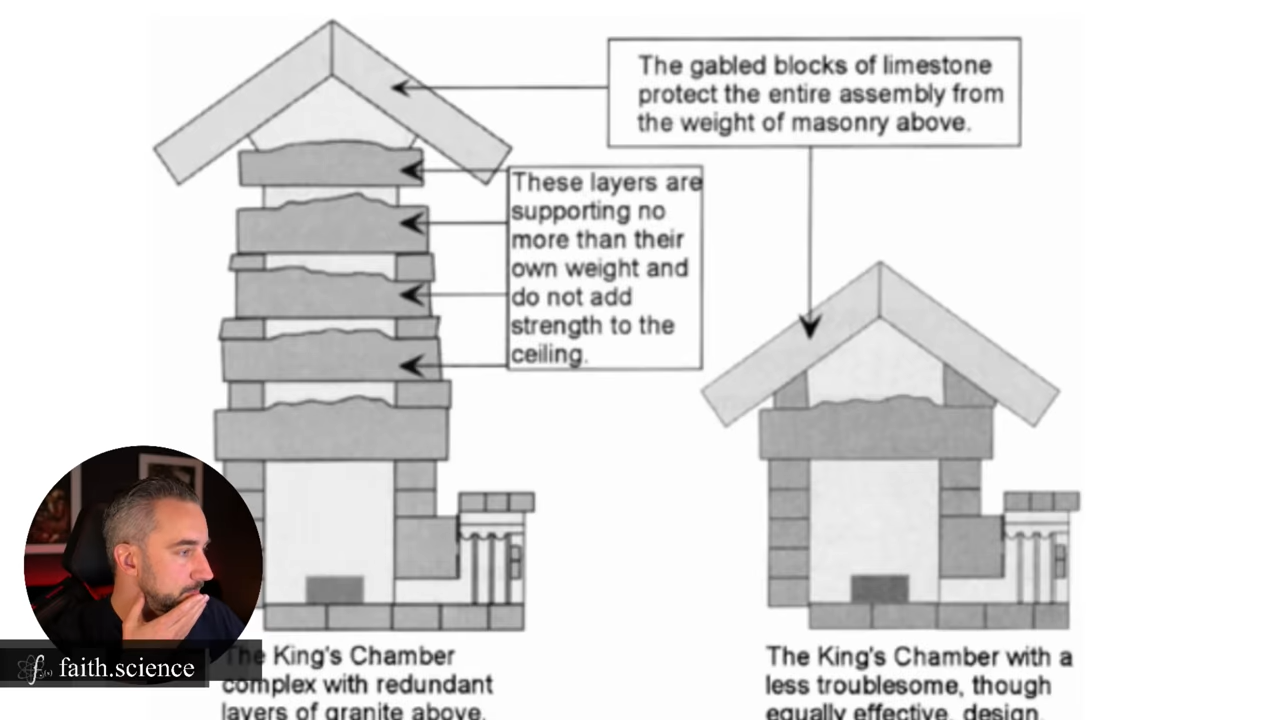 The gabled blocks of limestone
protect the entire assembly from
the weight of masonry above.
These layers are
supporting no
more than their
own weight and
do not add
strength to the
ceiling.
faith.science
The King's Chamber
complex with redundant
layers of granite above.
The King's Chamber with a
less troublesome, though
equally effective, design.